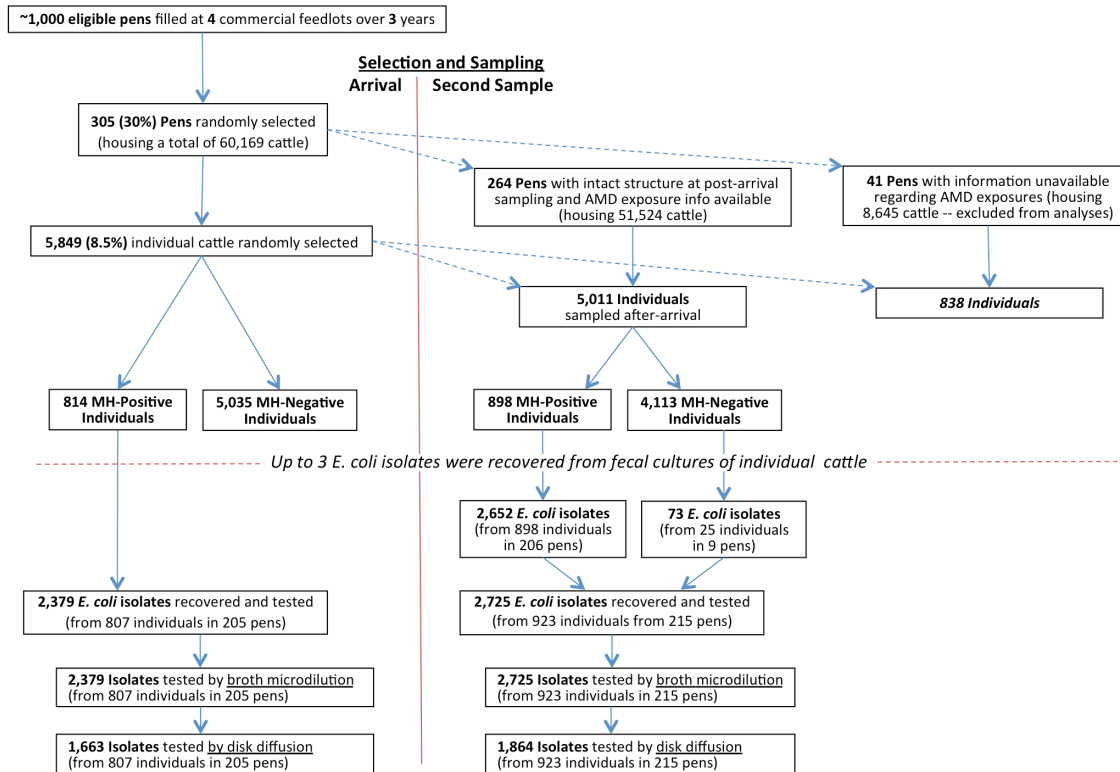 ~1,000 eligible pens filled at 4 commercial feedlots over 3 years
Selection and Sampling
Arrival
Second Sample
305 (30%) Pens randomly selected
(housing a total of 60,169 cattle)
264 Pens with intact structure at post-arrival
sampling and AMD exposure info available
(housing 51,524 cattle)
41 Pens with information unavailable
regarding AMD exposures (housing
8,645 cattle -- excluded from analyses)
5,849 (8.5%) individual cattle randomly selected
5,011 Individuals
sampled after-arrival
838 Individuals
814 MH-Positive
Individuals
5,035 MH-Negative
Individuals
898 MH-Positive
Individuals
4,113 MH-Negative
Individuals
Up to 3 E. coli isolates were recovered from fecal cultures of individual cattle
2,652 E. coli isolates
(from 898 individuals
in 206 pens)
73 E. coli isolates
(from 25 individuals
in 9 pens)
2,379 E. coli isolates recovered and tested
(from 807 individuals in 205 pens)
2,725 E. coli isolates recovered and tested
(from 923 individuals from 215 pens)
2,379 Isolates tested by broth microdilution
(from 807 individuals in 205 pens)
2,725 Isolates tested by broth microdilution
(from 923 individuals in 215 pens)
1,663 Isolates tested by disk diffusion
(from 807 individuals in 205 pens)
1,864 Isolates tested by disk diffusion
(from 923 individuals in 215 pens)